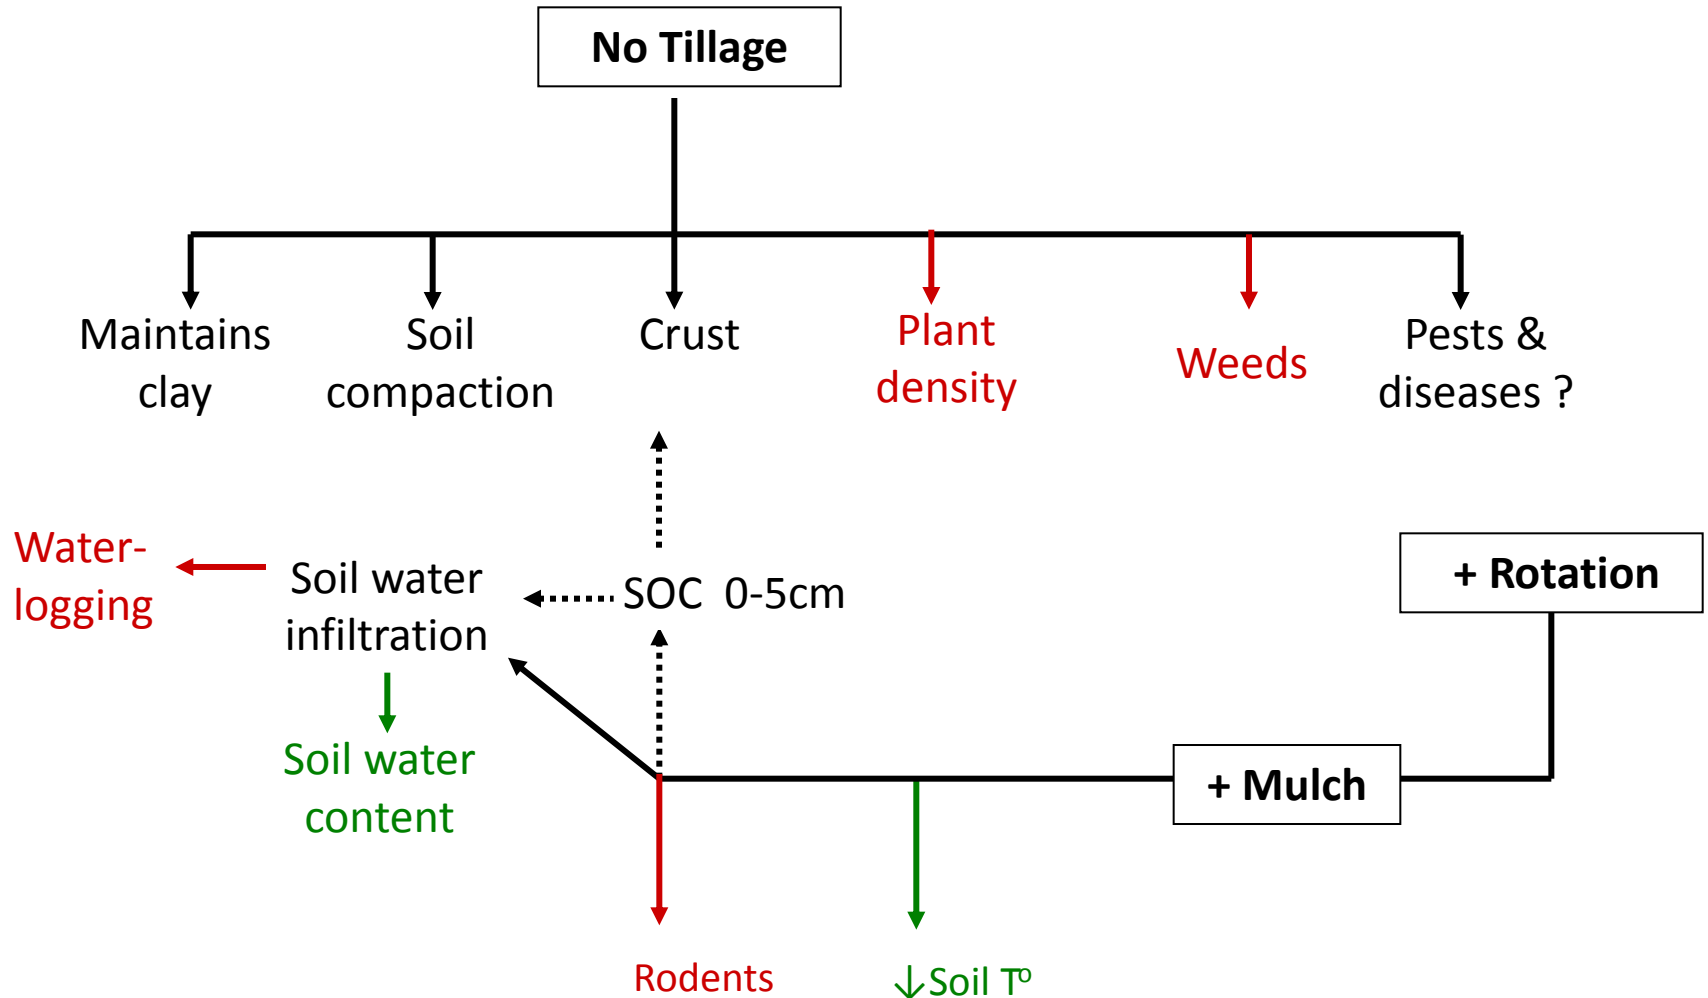 No Tillage
Maintains
clay
Soil
compaction
Crust
Plant
density
Weeds
Pests &
diseases ?
Water-
logging
Soil water
infiltration
SOC 0-5cm
+ Rotation
Soil water
content
+ Mulch
Rodents
↓Soil Tº